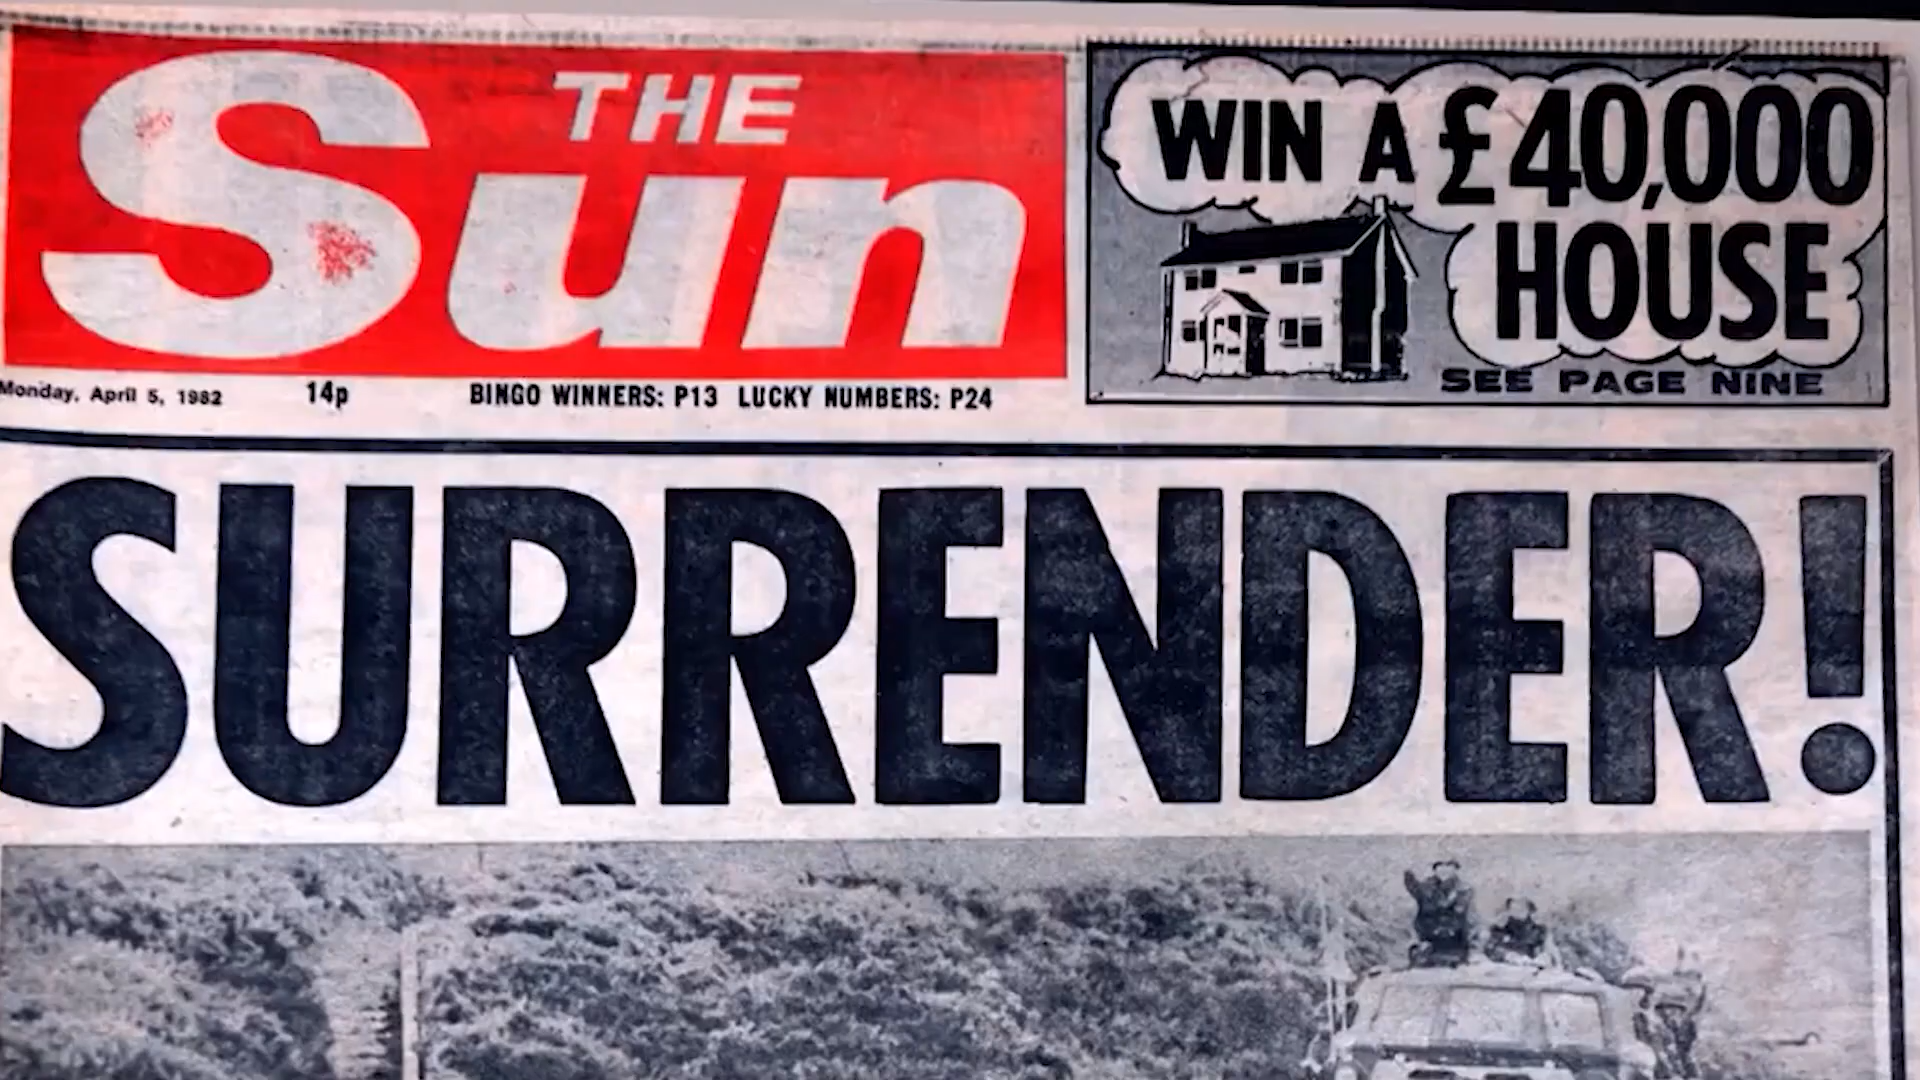 THE
Sun
WIN A £40,000
HOUSE
SEE PAGE NINE
Monday, April 5, 1982 14p BINGO WINNERS: P13 LUCKY NUMBERS: P24
SURRENDER!